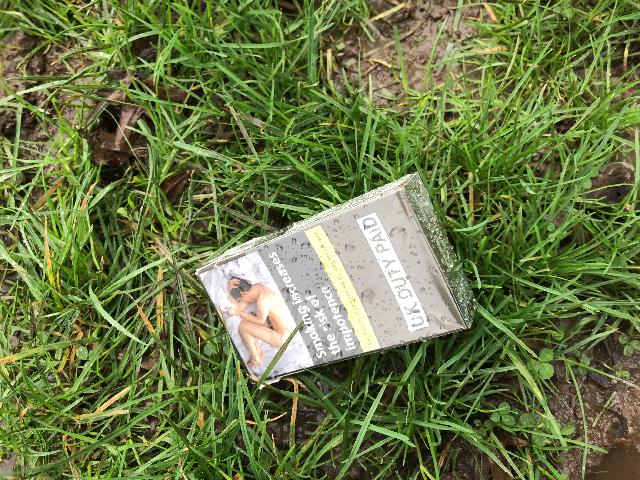 Smoking increases
the risk of
impotence
UK DUTY PAID